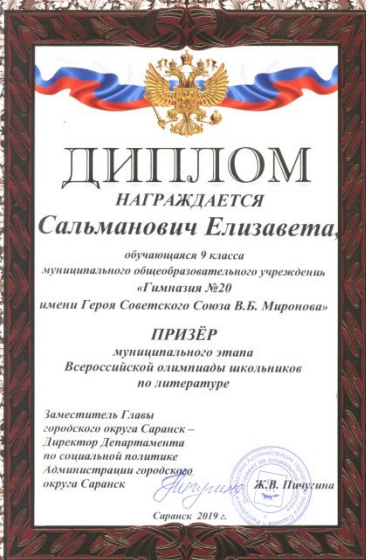 ДИПЛОМ
НАГРАЖДАЕТСЯ
Сальманович Елизавета,
обучающаяся 9 класса
муниципального общеобразовательного учреждения
«Гимназия №20
имени Героя Советского Союза В.Б. Миронова»
ПРИЗЁР
муниципального этапа
Всероссийской олимпиады школьников
по литературе
Заместитель Главы
городского округа Саранск –
Директор Департамента
по социальной политике
Администрации городского
округа Саранск
Ж.В. Пичугина
Саранск 2019 г.